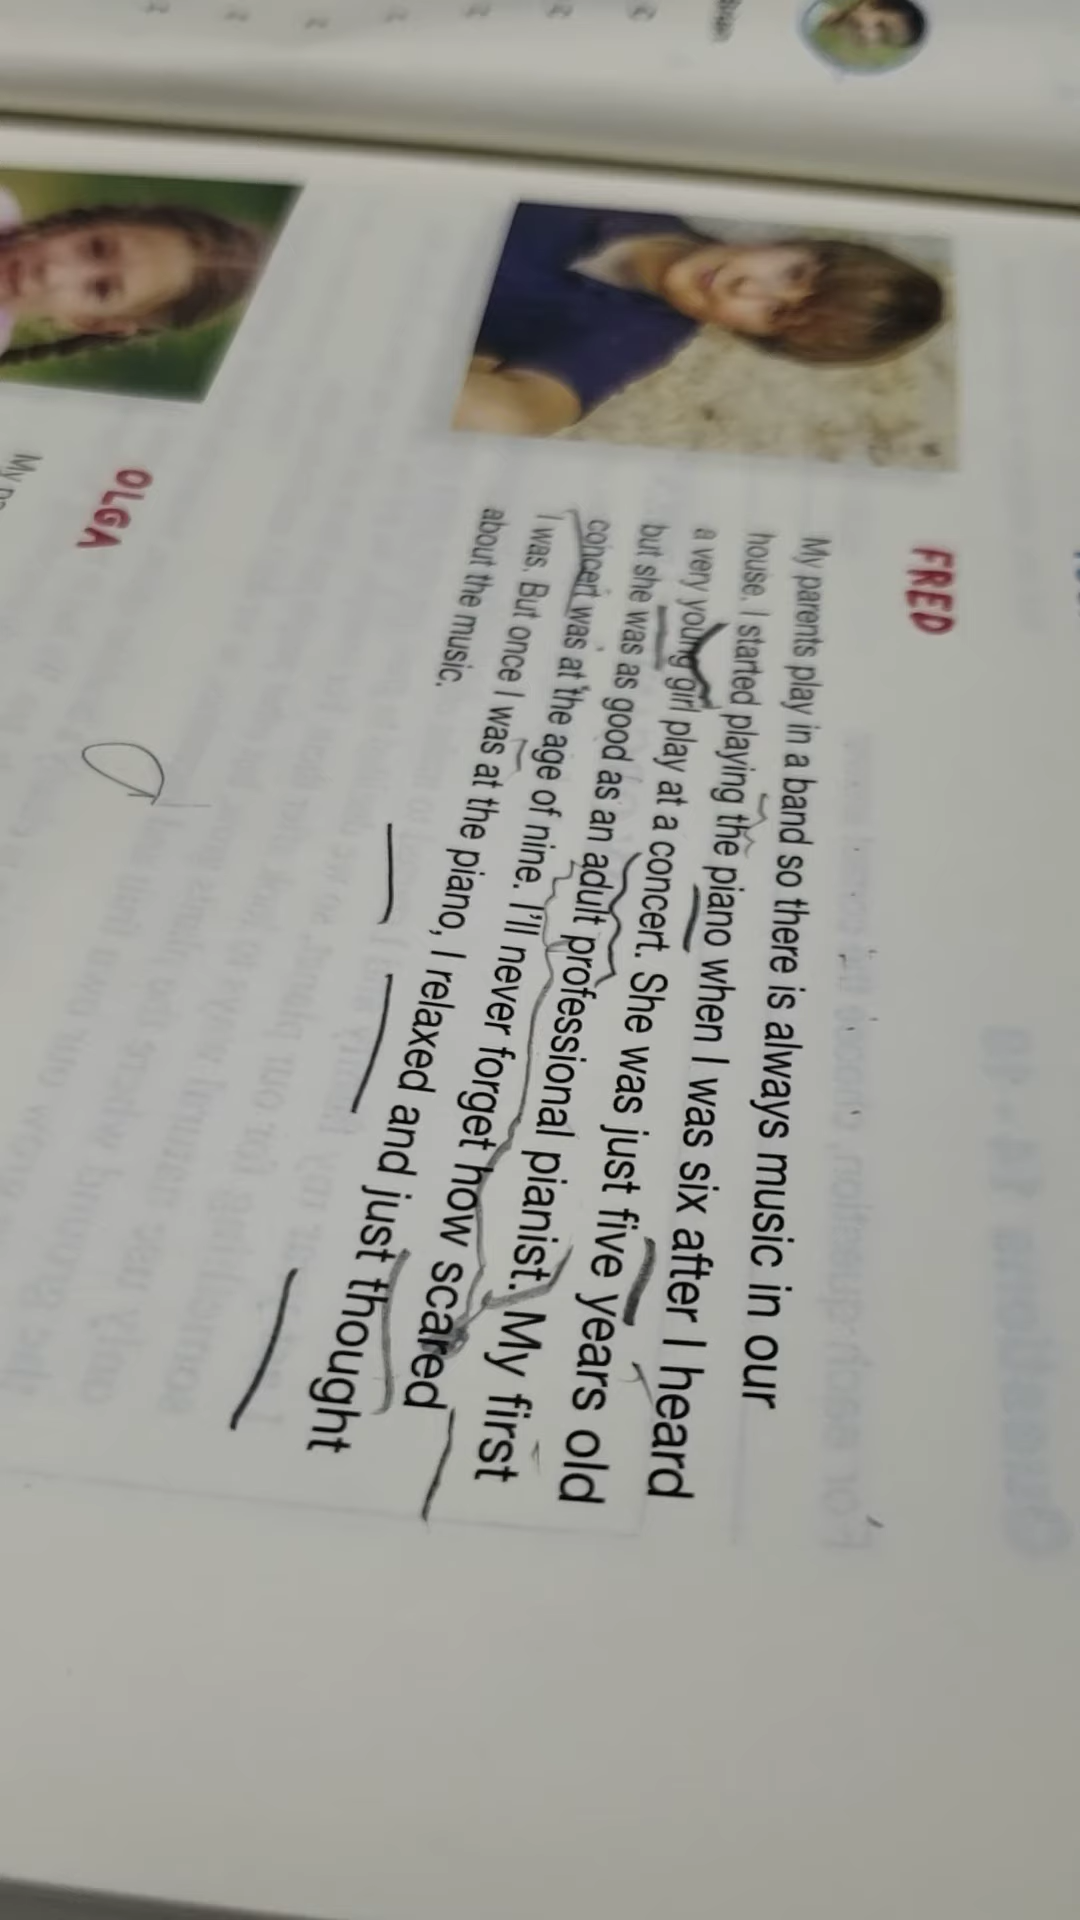 FRED
My parents play in a band so there is always music in our
house. I started playing the piano when I was six after I heard
a very young girl play at a concert. She was just five years old
but she was as good as an adult professional pianist. My first
concert was at the age of nine. I'll never forget how scared
I was. But once I was at the piano, I relaxed and just thought
about the music.
OLGA
My